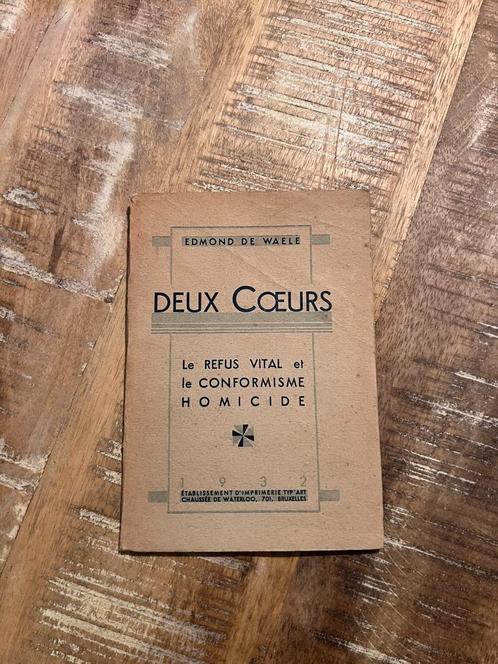 EDMOND DE WAELE
DEUX CŒURS
Le REFUS VITAL et
le CONFORMISME
HOMICIDE
1932
ÉTABLISSEMENT D'IMPRIMERIE TYP'ART
CHAUSSÉE DE WATERLOO, 701, BRUXELLES